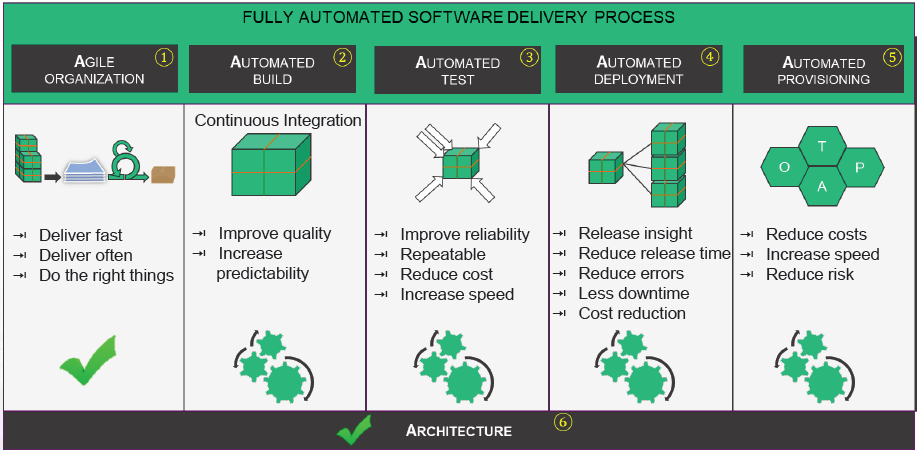 FULLY AUTOMATED SOFTWARE DELIVERY PROCESS
AGILE ①
ORGANIZATION
AUTOMATED ②
BUILD
AUTOMATED ③
TEST
AUTOMATED ④
DEPLOYMENT
AUTOMATED ⑤
PROVISIONING
Deliver fast
Deliver often
Do the right things
Continuous Integration
Improve quality
Increase
predictability
Improve reliability
Repeatable
Reduce cost
Increase speed
Release insight
Reduce release time
Reduce errors
Less downtime
Cost reduction
T
O P
A
Reduce costs
Increase speed
Reduce risk
ARCHITECTURE ⑥